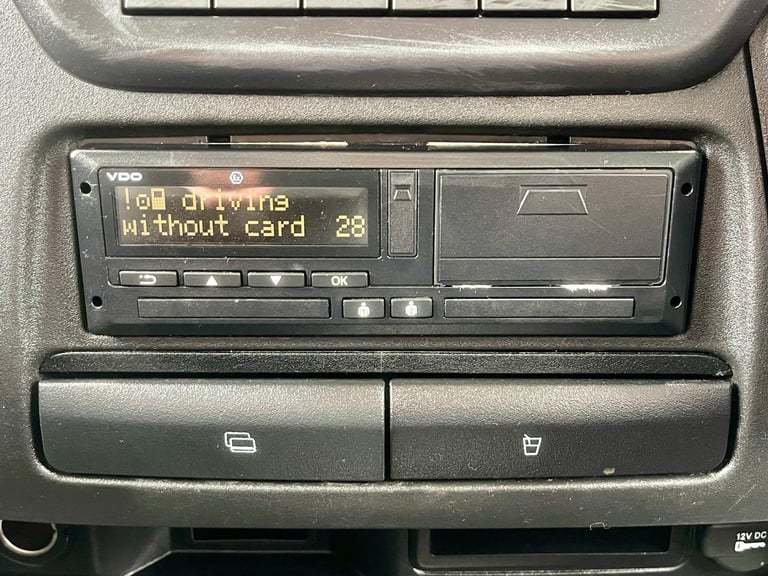 VDO
!o driving
without card 28
OK
12V DC